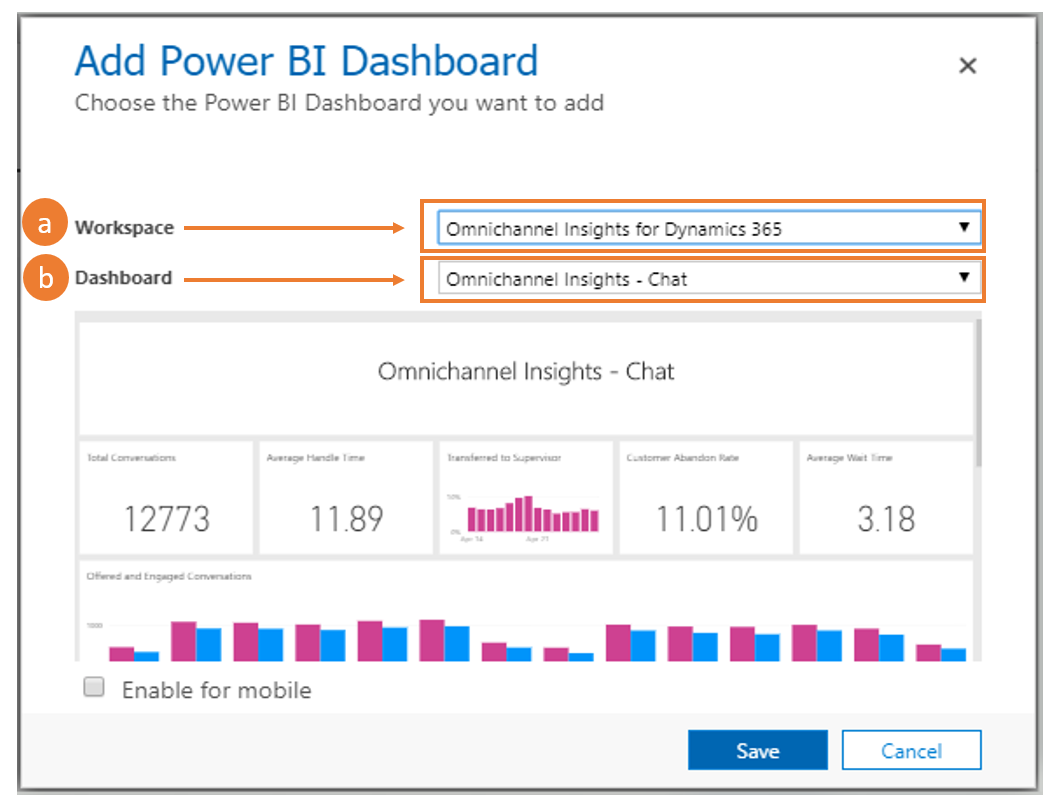 Add Power BI Dashboard
×
Choose the Power BI Dashboard you want to add
a Workspace Omnichannel Insights for Dynamics 365
b Dashboard Omnichannel Insights - Chat
Omnichannel Insights - Chat
Total Conversations
12773
Average Handle Time
11.89
Transferred to Supervisor
10%
0%
Apr 14 Apr 21
Customer Abandon Rate
11.01%
Average Wait Time
3.18
Offered and Engaged Conversations
1000
Enable for mobile
Save Cancel